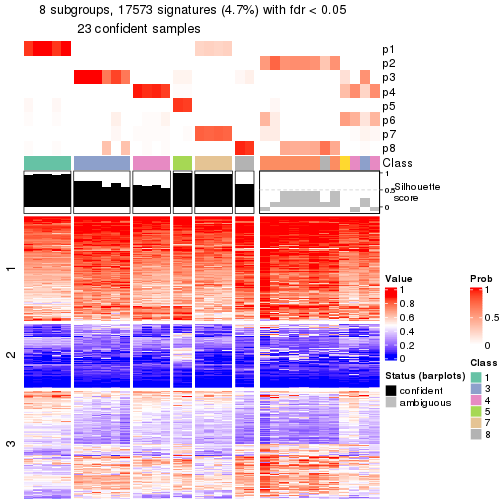 8 subgroups, 17573 signatures (4.7%) with fdr < 0.05
23 confident samples
p1
p2
p3
p4
p5
p6
p7
p8
Class
1
0.5
0
Silhouette
score
1
2
3
Value
1
0.8
0.6
0.4
0.2
0
Status (barplots)
confident
ambiguous
Prob
1
0.5
0
Class
1
3
4
5
7
8